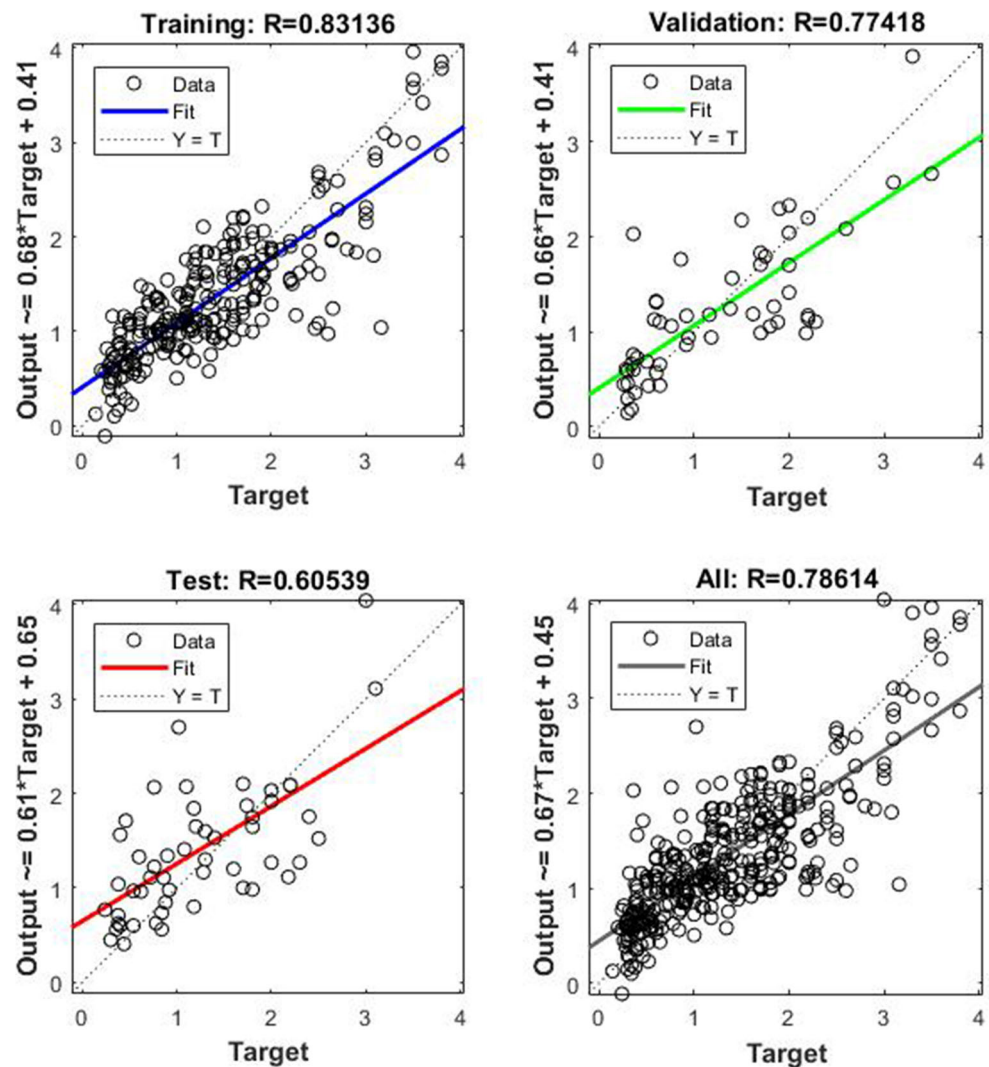 Training: R=0.83136
Output ~= 0.68*Target + 0.41
4
3
2
1
0
Data
Fit
Y = T
0 1 2 3 4
Target
Validation: R=0.77418
Output ~= 0.66*Target + 0.41
4
3
2
1
0
Data
Fit
Y = T
0 1 2 3 4
Target
Test: R=0.60539
Output ~= 0.61*Target + 0.65
4
3
2
1
0
Data
Fit
Y = T
0 1 2 3 4
Target
All: R=0.78614
Output ~= 0.67*Target + 0.45
4
3
2
1
0
Data
Fit
Y = T
0 1 2 3 4
Target